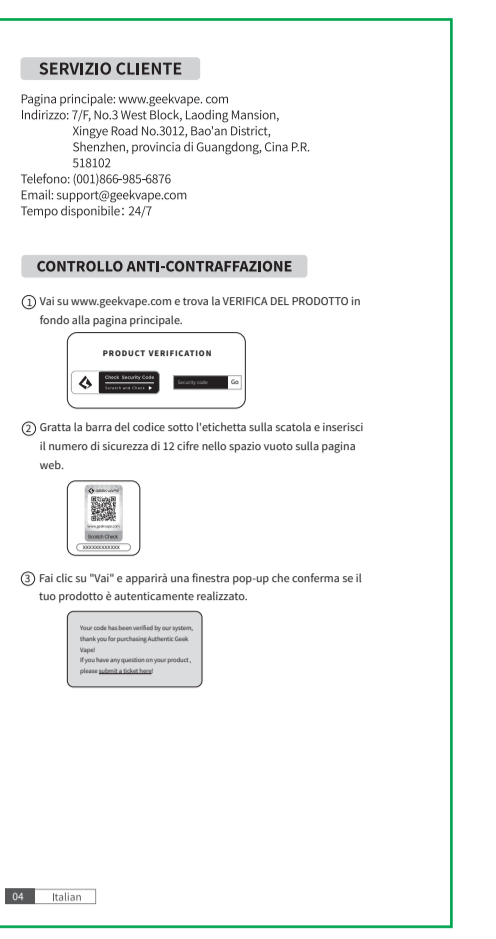 SERVIZIO CLIENTE
Pagina principale: www.geekvape. com
Indirizzo: 7/F, No.3 West Block, Laoding Mansion,
Xingye Road No.3012, Bao'an District,
Shenzhen, provincia di Guangdong, Cina P.R.
518102
Telefono: (001)866-985-6876
Email: support@geekvape.com
Tempo disponibile: 24/7
CONTROLLO ANTI-CONTRAFFAZIONE
1 Vai su www.geekvape.com e trova la VERIFICA DEL PRODOTTO in
fondo alla pagina principale.
PRODUCT VERIFICATION
Check Security Code
Scratch and Check
Security code Go
2 Gratta la barra del codice sotto l'etichetta sulla scatola e inserisci
il numero di sicurezza di 12 cifre nello spazio vuoto sulla pagina
web.
www.geekvape.com
Scratch Check
XXXXXXXXXXXX
3 Fai clic su "Vai" e apparirà una finestra pop-up che conferma se il
tuo prodotto è autenticamente realizzato.
Your code has been verified by our system,
thank you for purchasing Authentic Geek
Vape!
If you have any question on your product ,
please submit a ticket here!
04 Italian